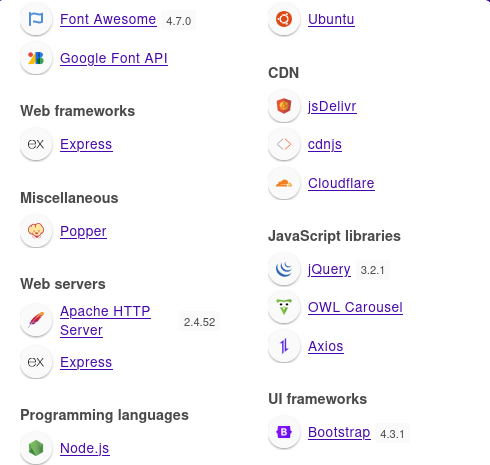 Font Awesome 4.7.0
Google Font API
Web frameworks
EX Express
Miscellaneous
Popper
Web servers
Apache HTTP
Server 2.4.52
EX Express
Programming languages
Node.js
Ubuntu
CDN
jsDelivr
cdnjs
Cloudflare
JavaScript libraries
jQuery 3.2.1
OWL Carousel
Axios
UI frameworks
B Bootstrap 4.3.1